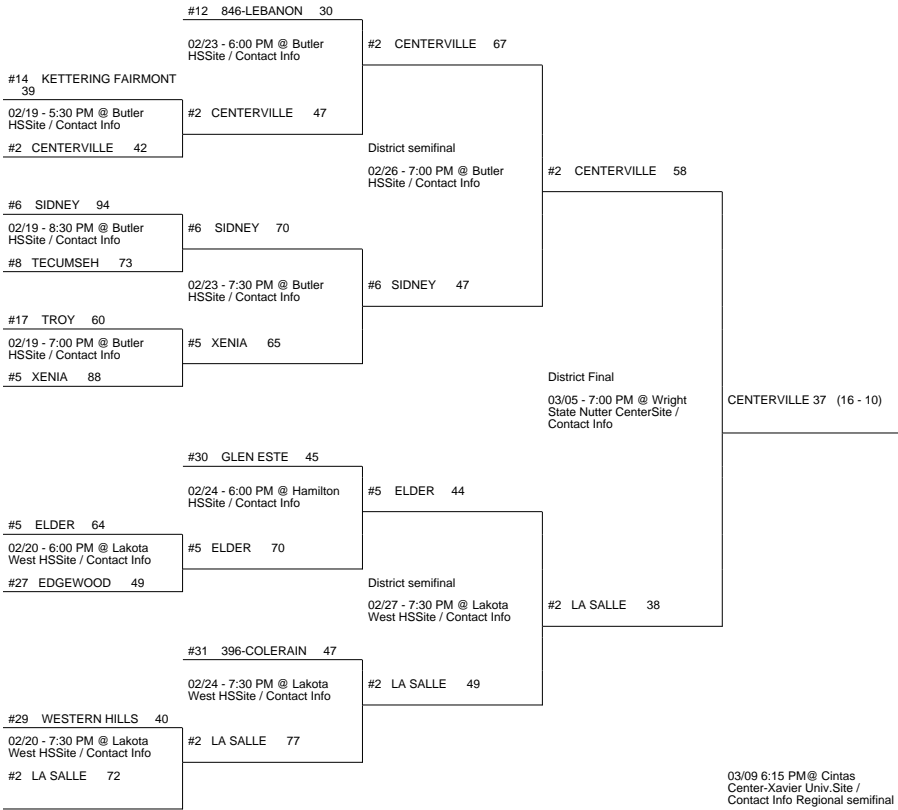 #12 846-LEBANON 30
02/23 - 6:00 PM @ Butler
HSSite / Contact Info
#2 CENTERVILLE 67
#14 KETTERING FAIRMONT
39
02/19 - 5:30 PM @ Butler
HSSite / Contact Info
#2 CENTERVILLE 47
#2 CENTERVILLE 42
District semifinal
02/26 - 7:00 PM @ Butler
HSSite / Contact Info
#2 CENTERVILLE 58
#6 SIDNEY 94
02/19 - 8:30 PM @ Butler
HSSite / Contact Info
#6 SIDNEY 70
#8 TECUMSEH 73
02/23 - 7:30 PM @ Butler
HSSite / Contact Info
#6 SIDNEY 47
#17 TROY 60
02/19 - 7:00 PM @ Butler
HSSite / Contact Info
#5 XENIA 65
#5 XENIA 88
District Final
03/05 - 7:00 PM @ Wright
State Nutter CenterSite /
Contact Info
CENTERVILLE 37 (16 - 10)
#30 GLEN ESTE 45
02/24 - 6:00 PM @ Hamilton
HSSite / Contact Info
#5 ELDER 44
#5 ELDER 64
02/20 - 6:00 PM @ Lakota
West HSSite / Contact Info
#5 ELDER 70
#27 EDGEWOOD 49
District semifinal
02/27 - 7:30 PM @ Lakota
West HSSite / Contact Info
#2 LA SALLE 38
#31 396-COLERAIN 47
02/24 - 7:30 PM @ Lakota
West HSSite / Contact Info
#2 LA SALLE 49
#29 WESTERN HILLS 40
02/20 - 7:30 PM @ Lakota
West HSSite / Contact Info
#2 LA SALLE 77
#2 LA SALLE 72
03/09 6:15 PM@ Cintas
Center-Xavier Univ.Site /
Contact Info Regional semifinal